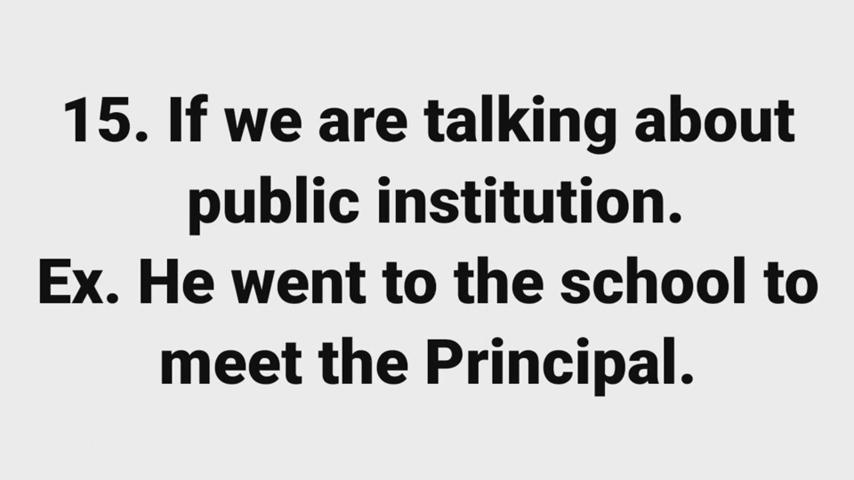 15. If we are talking about
public institution.
Ex. He went to the school to
meet the Principal.